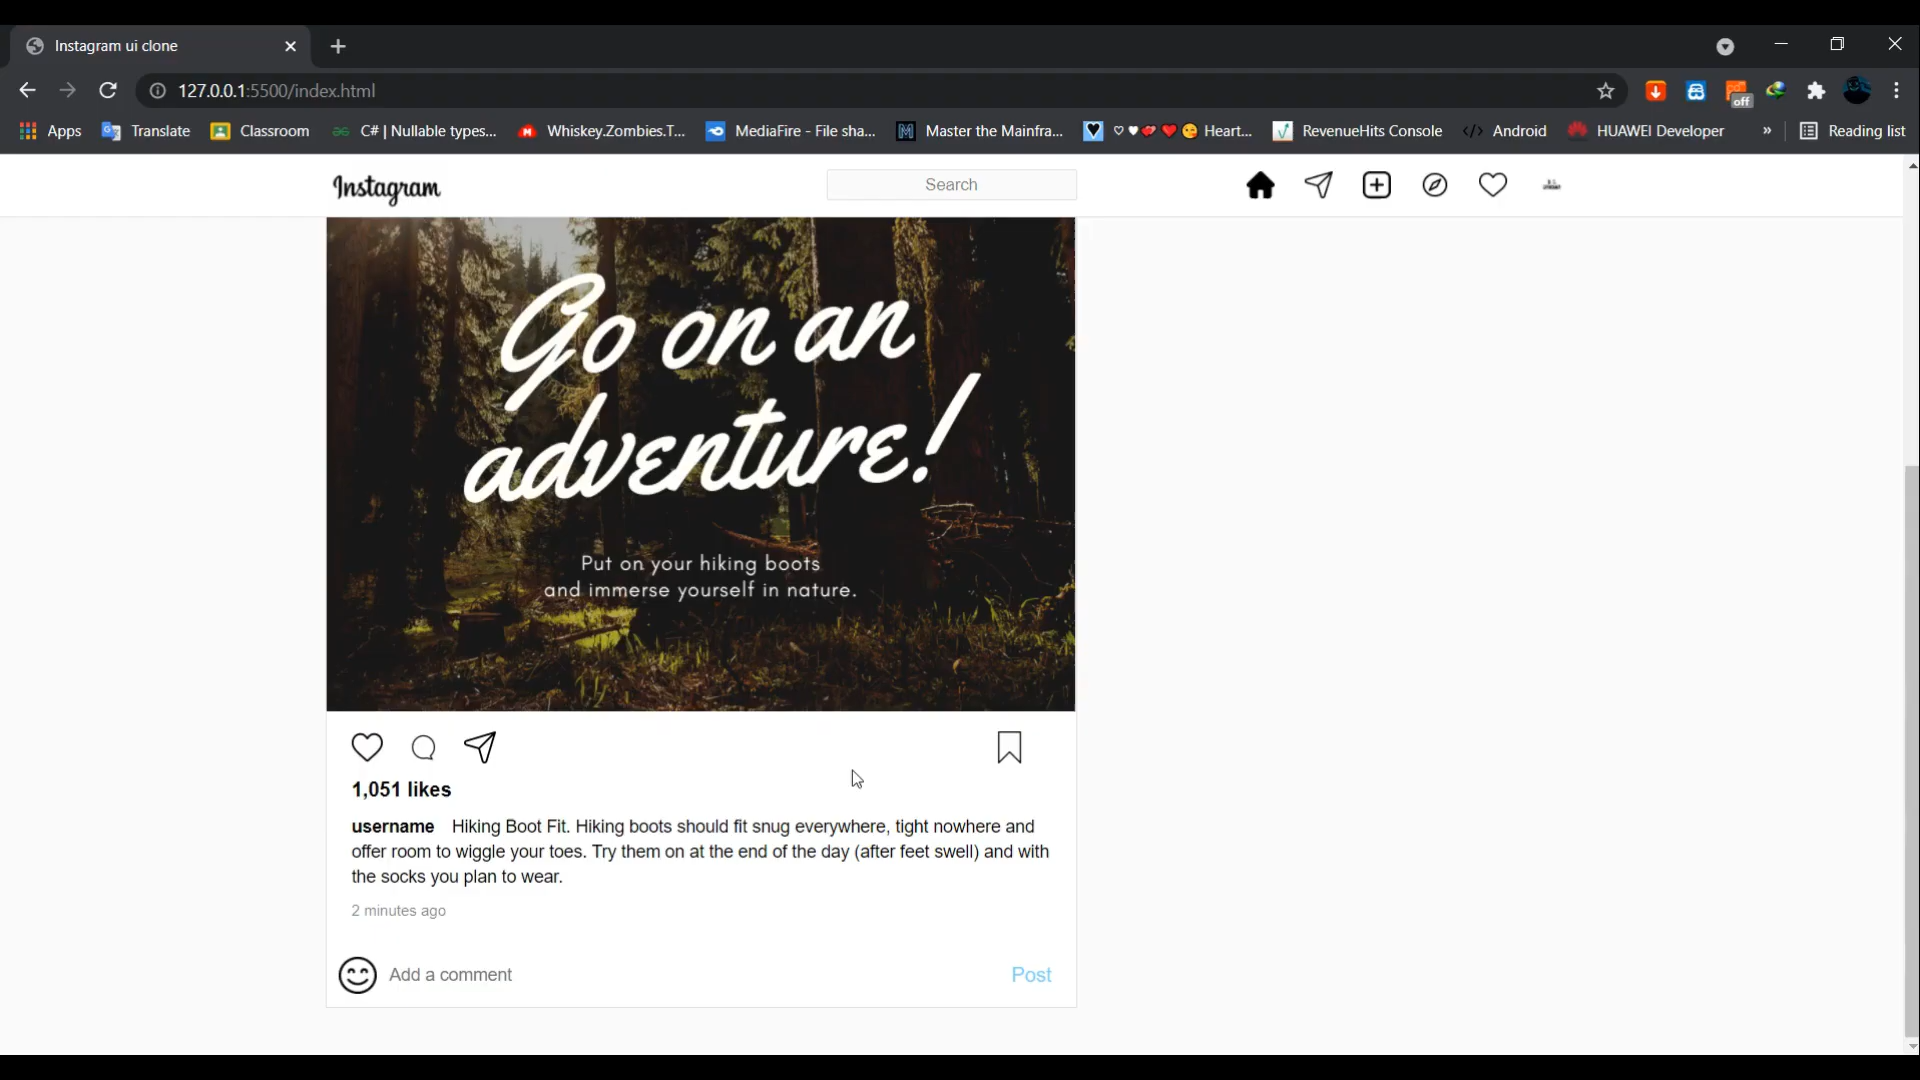 Instagram ui clone
127.0.0.1:5500/index.html
off
Apps Translate Classroom C# | Nullable types... Whiskey.Zombies.T... MediaFire - File sha... Master the Mainfra... ♡♥💕❤😘 Heart... RevenueHits Console Android HUAWEI Developer » Reading list
Instagram Search
Go on an
adventure!
Put on your hiking boots
and immerse yourself in nature.
1,051 likes
username Hiking Boot Fit. Hiking boots should fit snug everywhere, tight nowhere and
offer room to wiggle your toes. Try them on at the end of the day (after feet swell) and with
the socks you plan to wear.
2 minutes ago
Add a comment Post